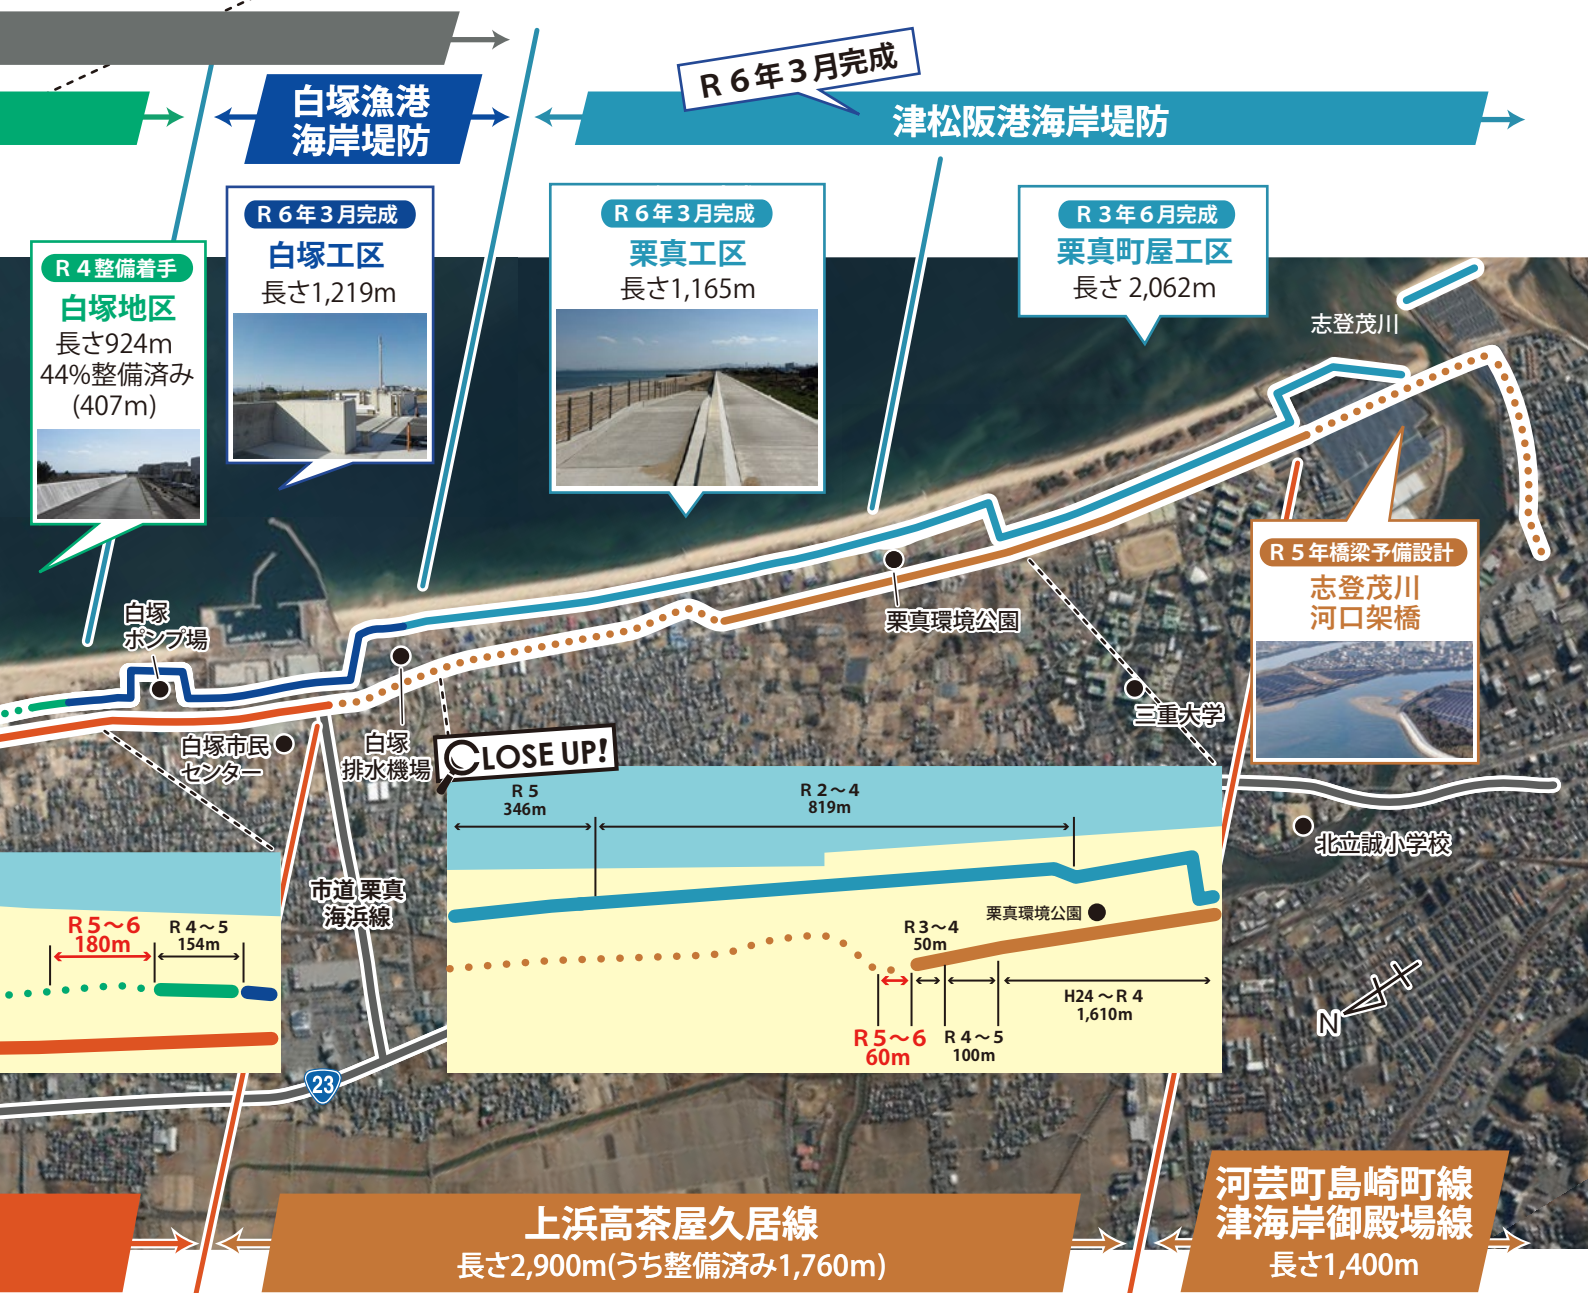 R6年3月完成
白塚漁港
海岸堤防
津松阪港海岸堤防
R4整備着手
白塚地区
長さ924m
44%整備済み
(407m)
R6年3月完成
白塚工区
長さ1,219m
R6年3月完成
栗真工区
長さ1,165m
R3年6月完成
栗真町屋工区
長さ 2,062m
志登茂川
R5年橋梁予備設計
志登茂川
河口架橋
白塚
ポンプ場
栗真環境公園
三重大学
白塚市民
センター
白塚
排水機場
CLOSE UP!
北立誠小学校
市道 栗真
海浜線
R5
346m
R2～4
819m
栗真環境公園
R3～4
50m
R5～6
60m
R4～5
100m
H24～R4
1,610m
R5～6
180m
R4～5
154m
N
23
上浜高茶屋久居線
長さ2,900m(うち整備済み1,760m)
河芸町島崎町線
津海岸御殿場線
長さ1,400m